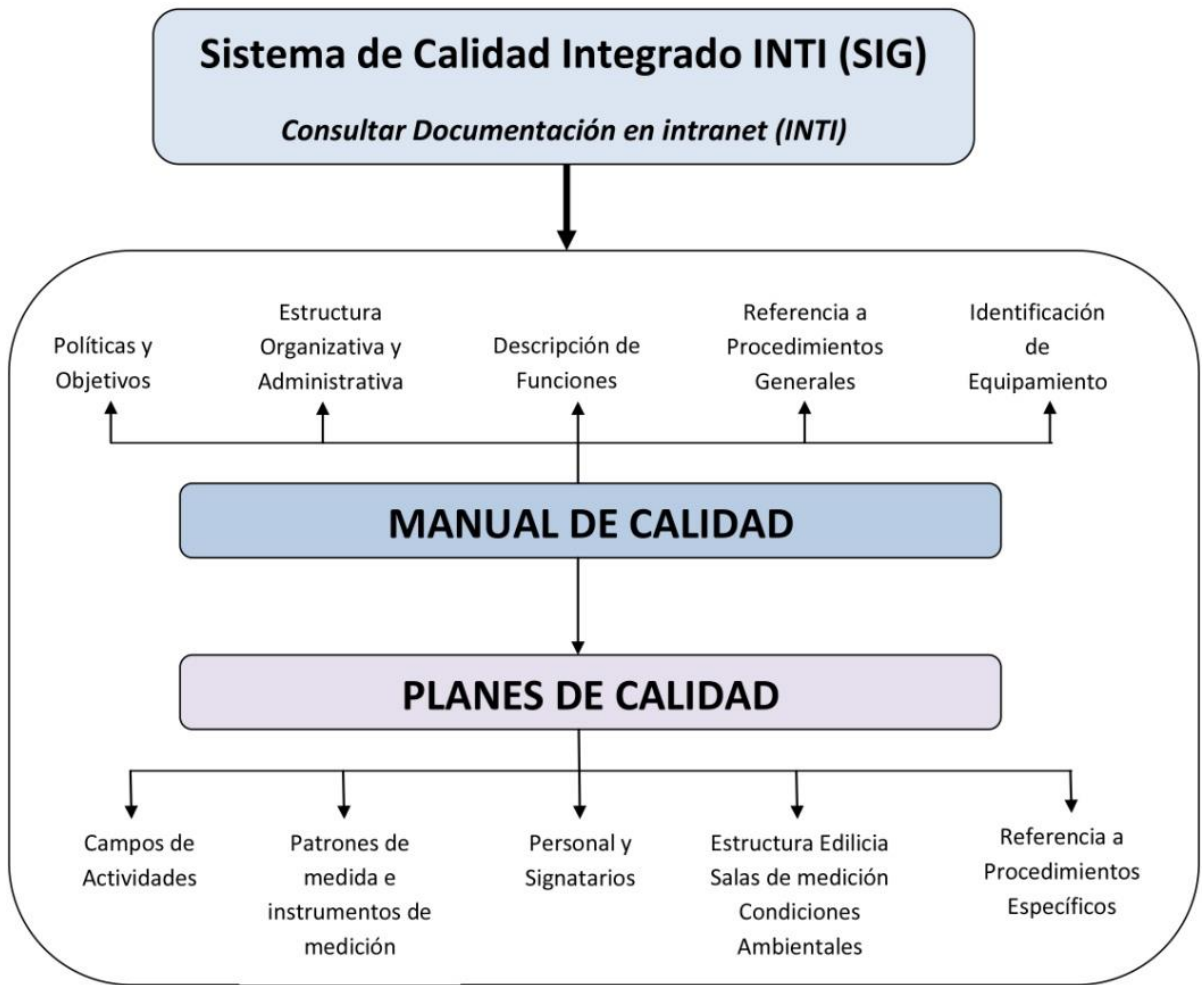 Sistema de Calidad Integrado INTI (SIG)
Consultar Documentación en intranet (INTI)
Políticas y
Objetivos
Estructura
Organizativa y
Administrativa
Descripción de
Funciones
Referencia a
Procedimientos
Generales
Identificación
de
Equipamiento
MANUAL DE CALIDAD
PLANES DE CALIDAD
Campos de
Actividades
Patrones de
medida e
instrumentos de
medición
Personal y
Signatarios
Estructura Edilicia
Salas de medición
Condiciones
Ambientales
Referencia a
Procedimientos
Específicos